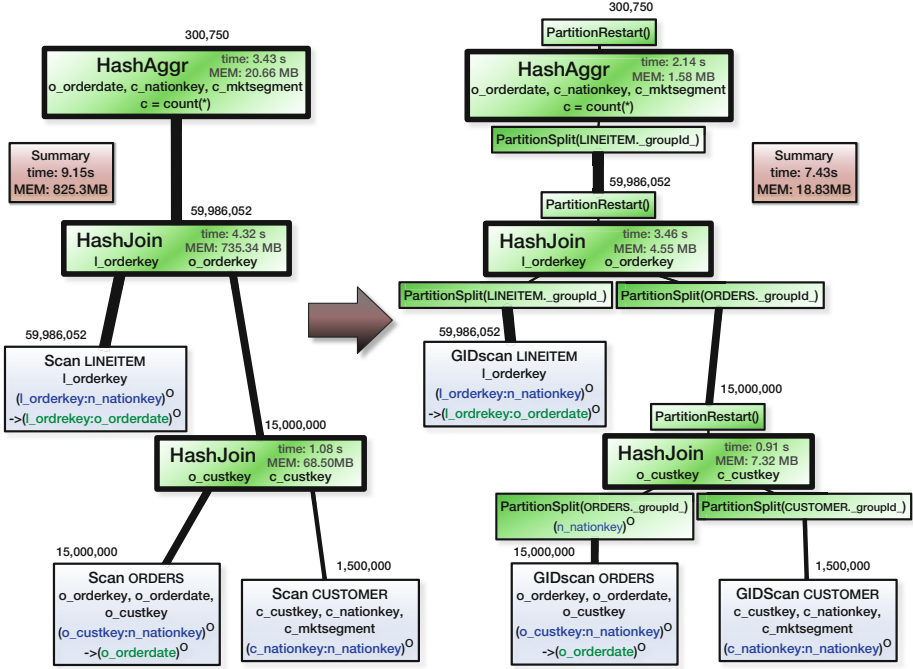 300,750
HashAggr
time: 3.43 s
MEM: 20.66 MB
o_orderdate, c_nationkey, c_mktsegment
c = count(*)
Summary
time: 9.15s
MEM: 825.3MB
59,986,052
HashJoin
time: 4.32 s
MEM: 735.34 MB
l_orderkey o_orderkey
59,986,052
Scan LINEITEM
l_orderkey
(l_orderkey:n_nationkey)O
->(l_ordrekey:o_orderdate)O
15,000,000
HashJoin
time: 1.08 s
MEM: 68.50MB
o_custkey c_custkey
15,000,000
Scan ORDERS
o_orderkey, o_orderdate,
o_custkey
(o_custkey:n_nationkey)O
->(o_orderdate)O
1,500,000
Scan CUSTOMER
c_custkey, c_nationkey,
c_mktsegment
(c_nationkey:n_nationkey)O
300,750
PartitionRestart()
HashAggr
time: 2.14 s
MEM: 1.58 MB
o_orderdate, c_nationkey, c_mktsegment
c = count(*)
PartitionSplit(LINEITEM._groupId_)
Summary
time: 7.43s
MEM: 18.83MB
59,986,052
PartitionRestart()
HashJoin
time: 3.46 s
MEM: 4.55 MB
l_orderkey o_orderkey
PartitionSplit(LINEITEM._groupId_)
PartitionSplit(ORDERS._groupId_)
59,986,052
GIDscan LINEITEM
l_orderkey
(l_orderkey:n_nationkey)O
->(l_ordrekey:o_orderdate)O
15,000,000
PartitionRestart()
HashJoin
time: 0.91 s
MEM: 7.32 MB
o_custkey c_custkey
PartitionSplit(ORDERS._groupId_)
(n_nationkey)O
PartitionSplit(CUSTOMER._groupId_)
15,000,000
GIDscan ORDERS
o_orderkey, o_orderdate,
o_custkey
(o_custkey:n_nationkey)O
->(o_orderdate)O
1,500,000
GIDScan CUSTOMER
c_custkey, c_nationkey,
c_mktsegment
(c_nationkey:n_nationkey)O